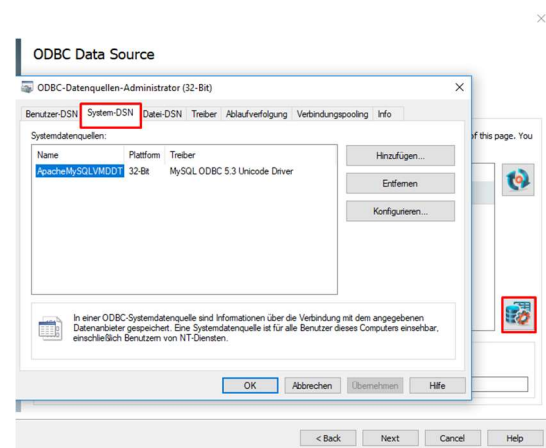 ODBC Data Source
ODBC-Datenquellen-Administrator (32-Bit)
Benutzer-DSN System-DSN Datei-DSN Treiber Ablaufverfolgung Verbindungspooling Info
of this page. You
Systemdatenquellen:
Name Plattform Treiber
ApacheMySQLVMDDT 32-Bit MySQL ODBC 5.3 Unicode Driver
Hinzufügen...
Entfernen
Konfigurieren...
In einer ODBC-Systemdatenquelle sind Informationen über die Verbindung mit dem angegebenen
Datenanbieter gespeichert. Eine Systemdatenquelle ist für alle Benutzer dieses Computers einsehbar,
einschließlich Benutzern von NT-Diensten.
OK Abbrechen Übernehmen Hilfe
< Back Next Cancel Help